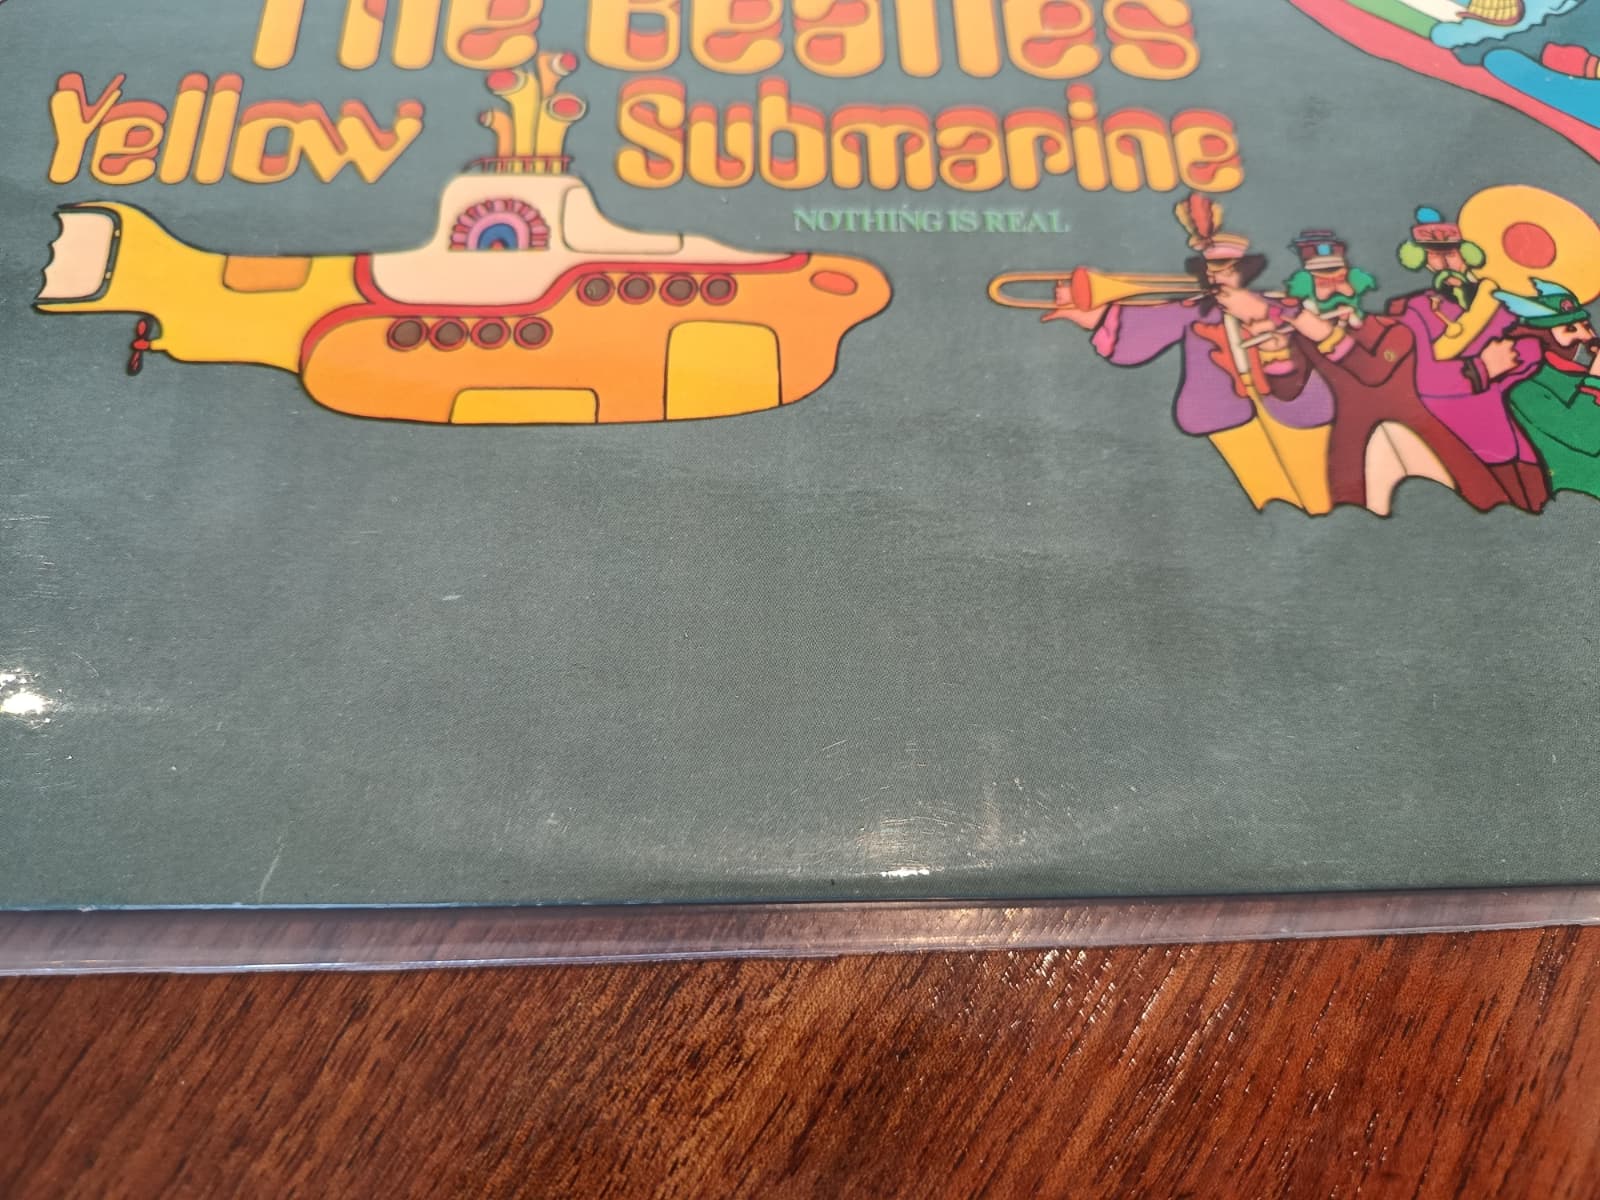 The Beatles
Yellow Submarine
NOTHING IS REAL